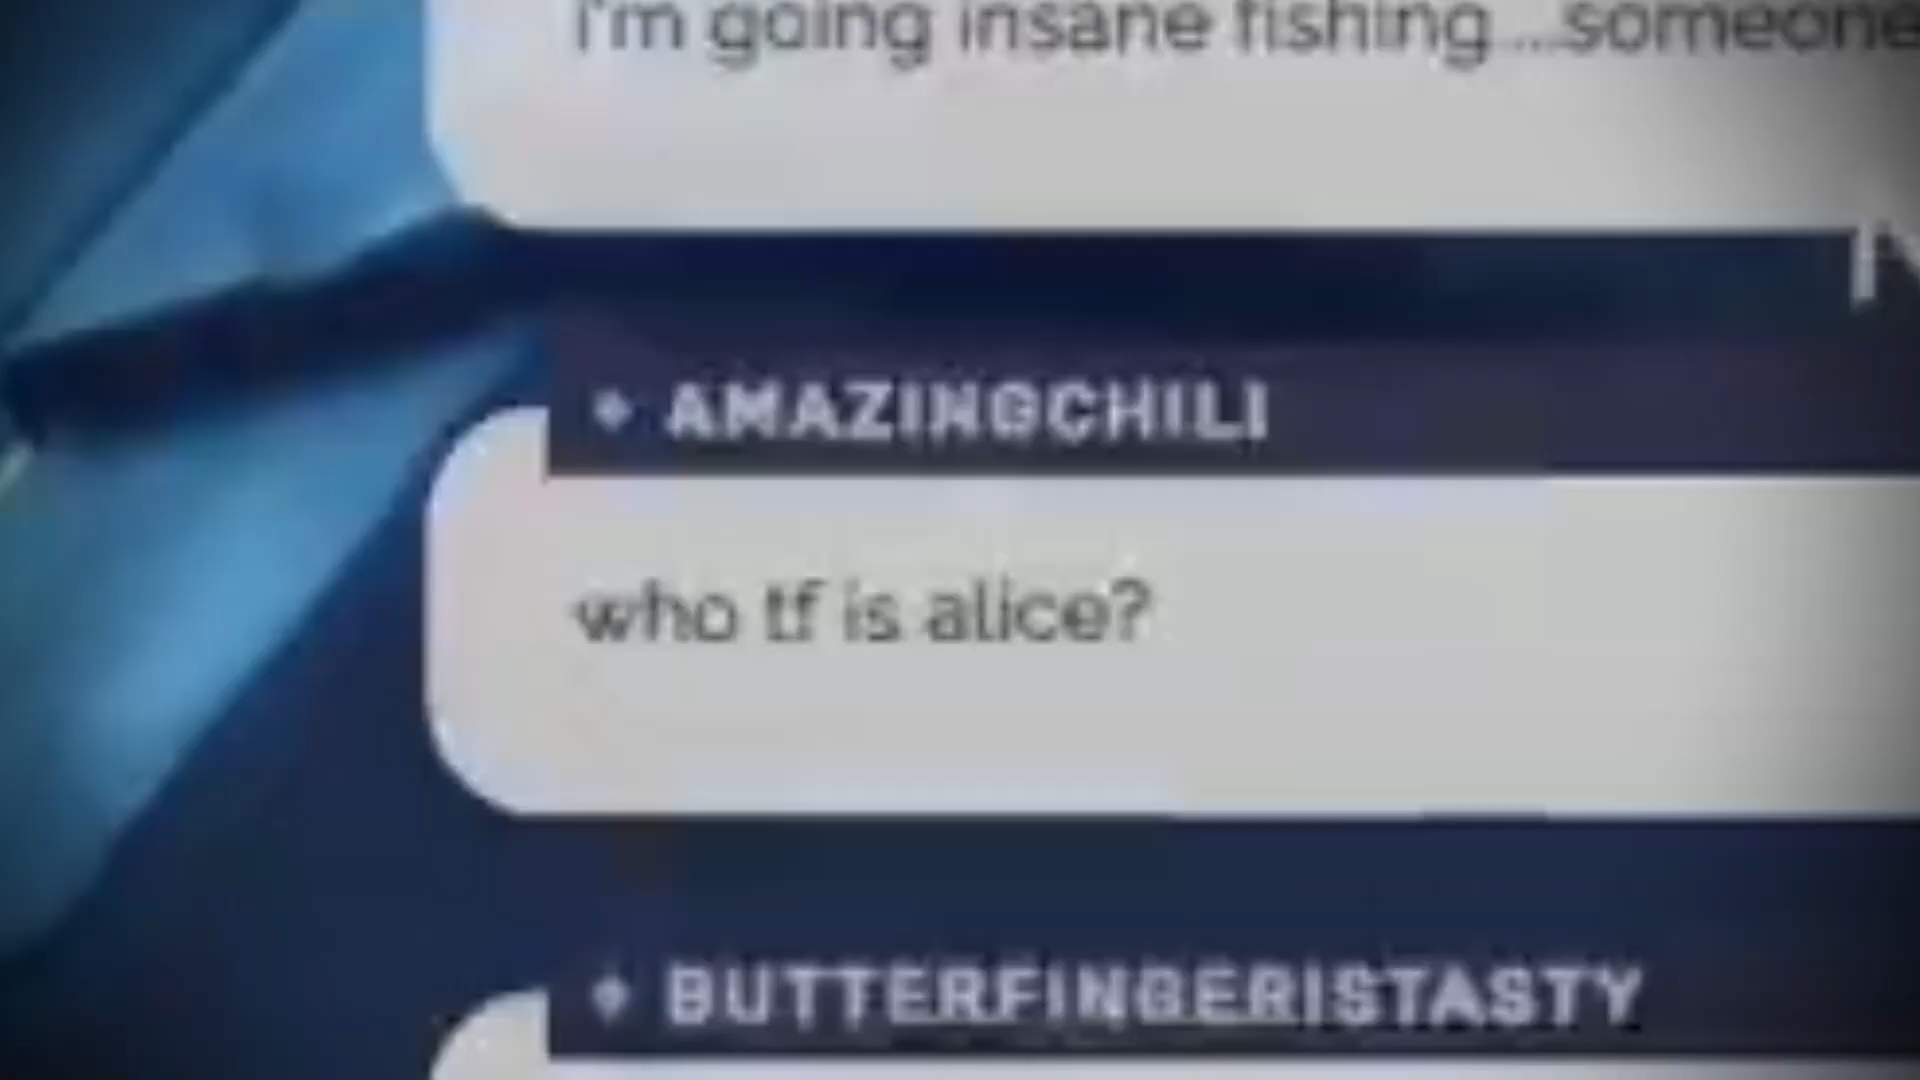 I'm going insane fishing....someone
AMAZINGCHILI
who tf is alice?
BUTTERFINGERISTASTY